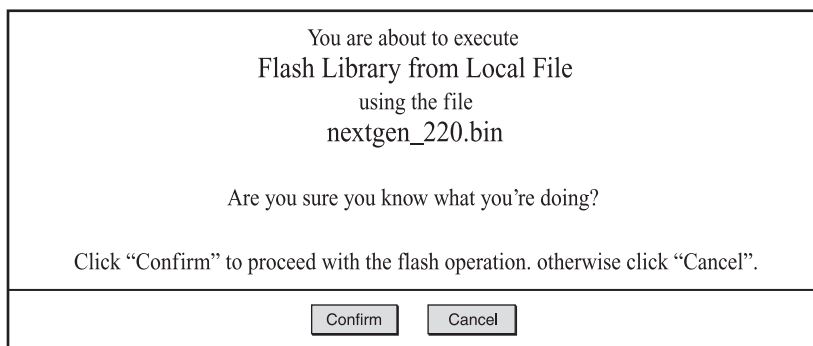 You are about to execute
Flash Library from Local File
using the file
nextgen_220.bin
Are you sure you know what you’re doing?
Click “Confirm” to proceed with the flash operation. otherwise click “Cancel”.
Confirm Cancel